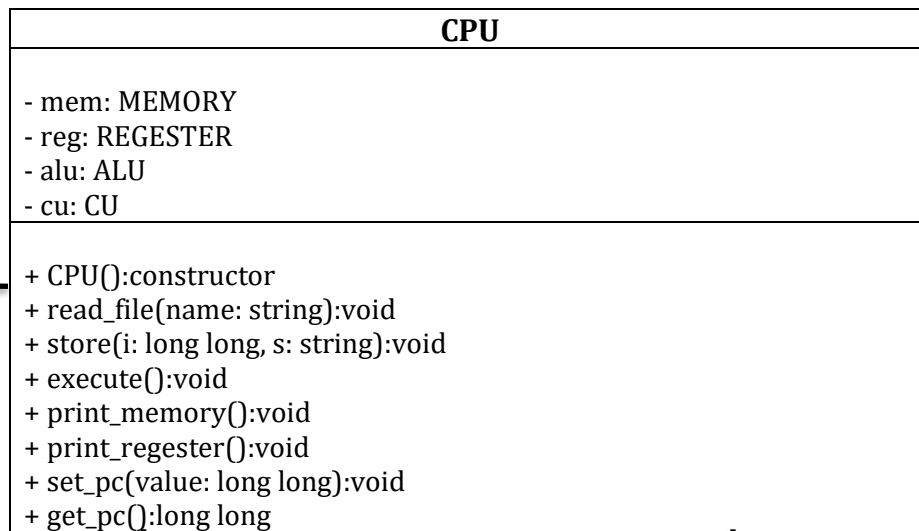 CPU
- mem: MEMORY
- reg: REGESTER
- alu: ALU
- cu: CU
+ CPU():constructor
+ read_file(name: string):void
+ store(i: long long, s: string):void
+ execute():void
+ print_memory():void
+ print_regester():void
+ set_pc(value: long long):void
+ get_pc():long long